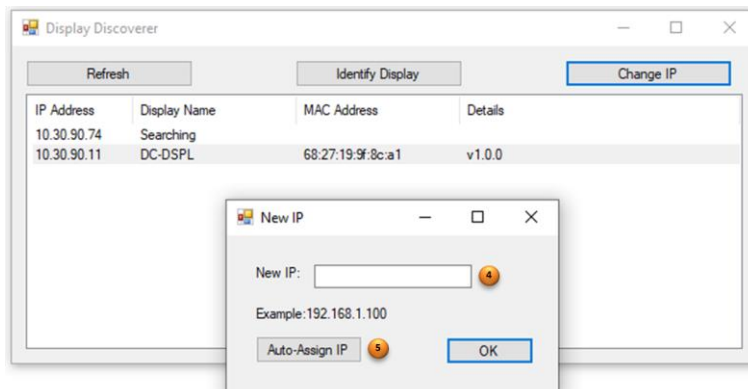 Display Discoverer
Refresh Identify Display Change IP
IP Address Display Name MAC Address Details
10.30.90.74 Searching
10.30.90.11 DC-DSPL 68:27:19:9f:8c:a1 v1.0.0
New IP
New IP: 4
Example:192.168.1.100
Auto-Assign IP 5 OK